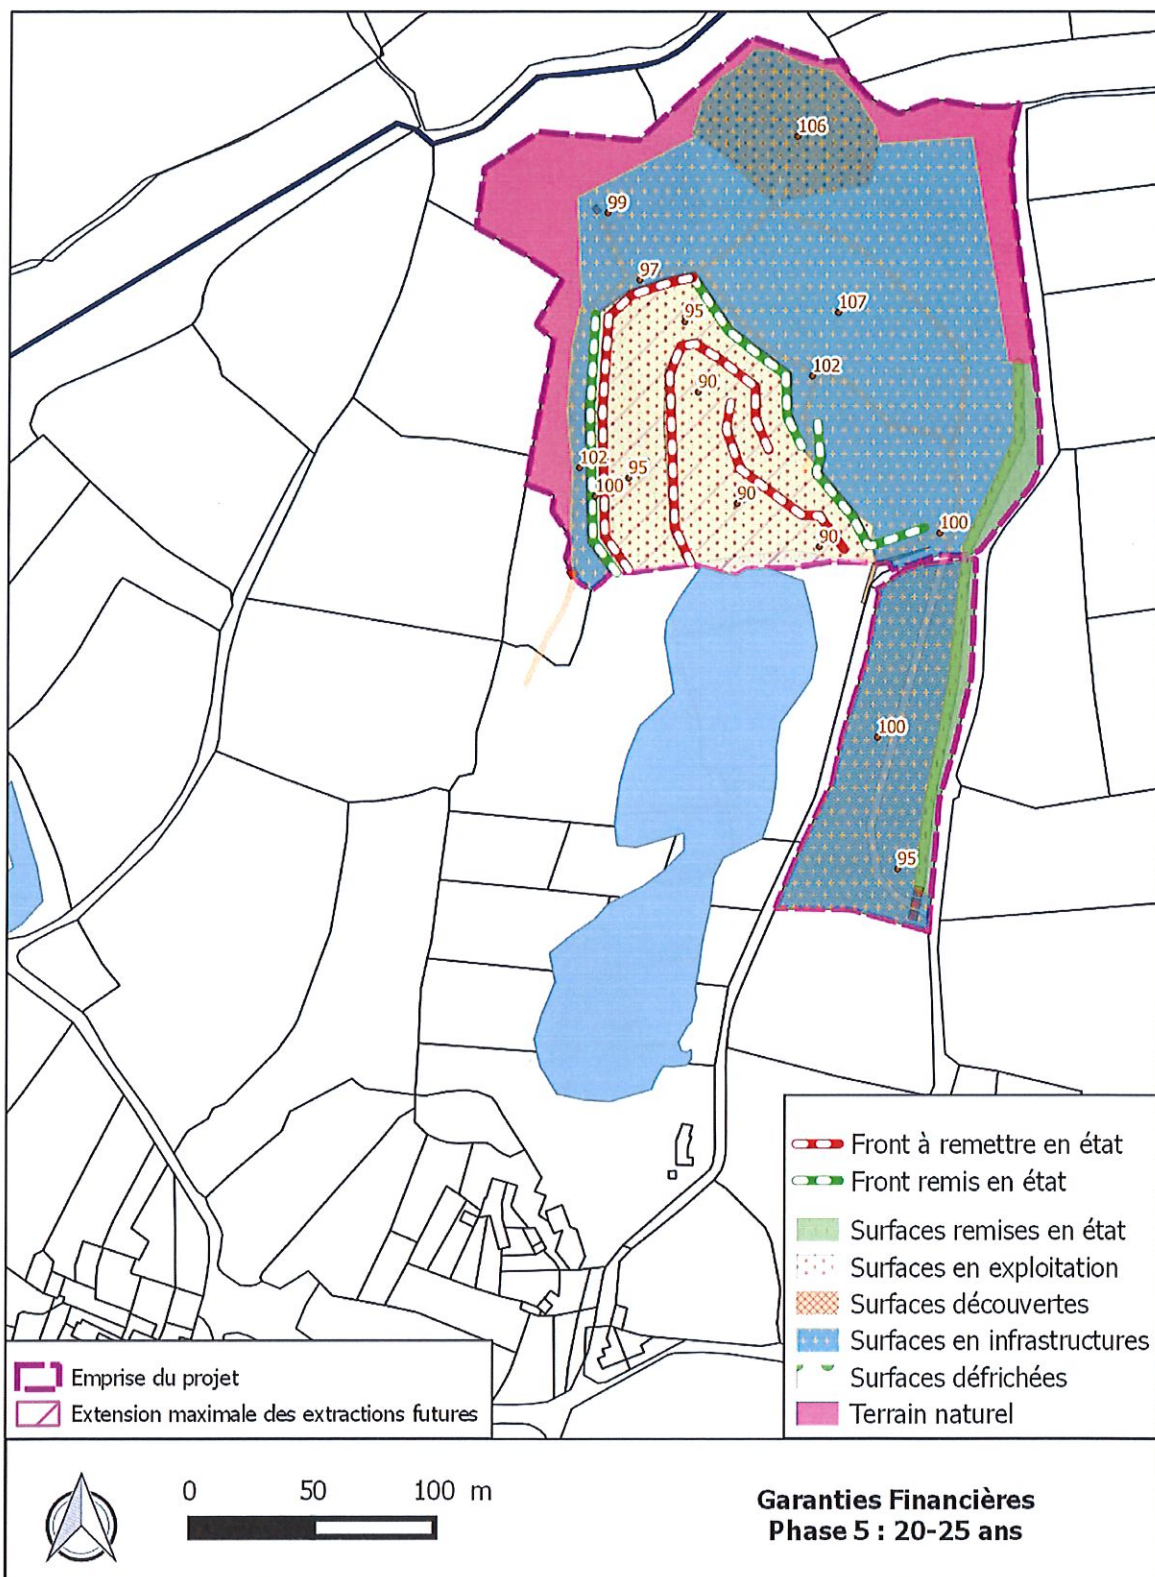 106
99
97
95
107
102
90
102
95
100
90
100
90
100
95
Front à remettre en état
Front remis en état
Surfaces remises en état
Surfaces en exploitation
Surfaces découvertes
Surfaces en infrastructures
Surfaces défrichées
Terrain naturel
Emprise du projet
Extension maximale des extractions futures
0 50 100 m
Garanties Financières
Phase 5 : 20-25 ans